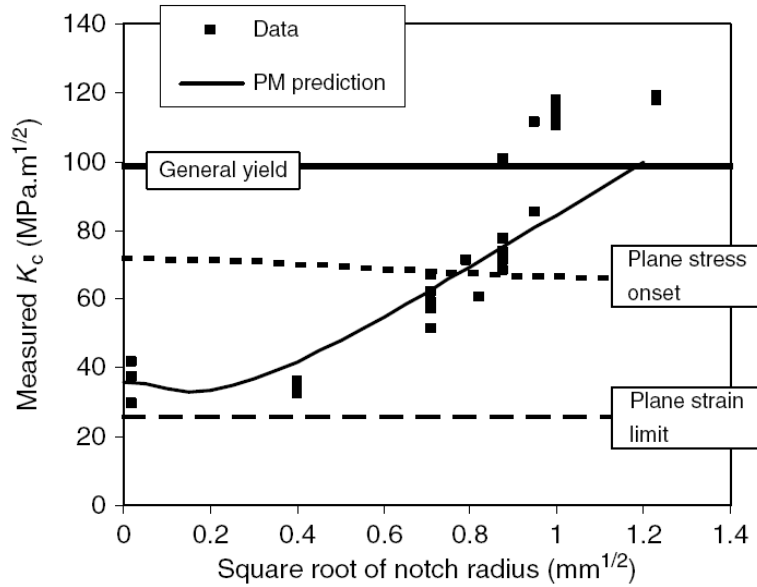 140
120
100
80
60
40
20
0
Measured Kc (MPa.m1/2)
Data
PM prediction
General yield
Plane stress
onset
Plane strain
limit
0 0.2 0.4 0.6 0.8 1 1.2 1.4
Square root of notch radius (mm1/2)